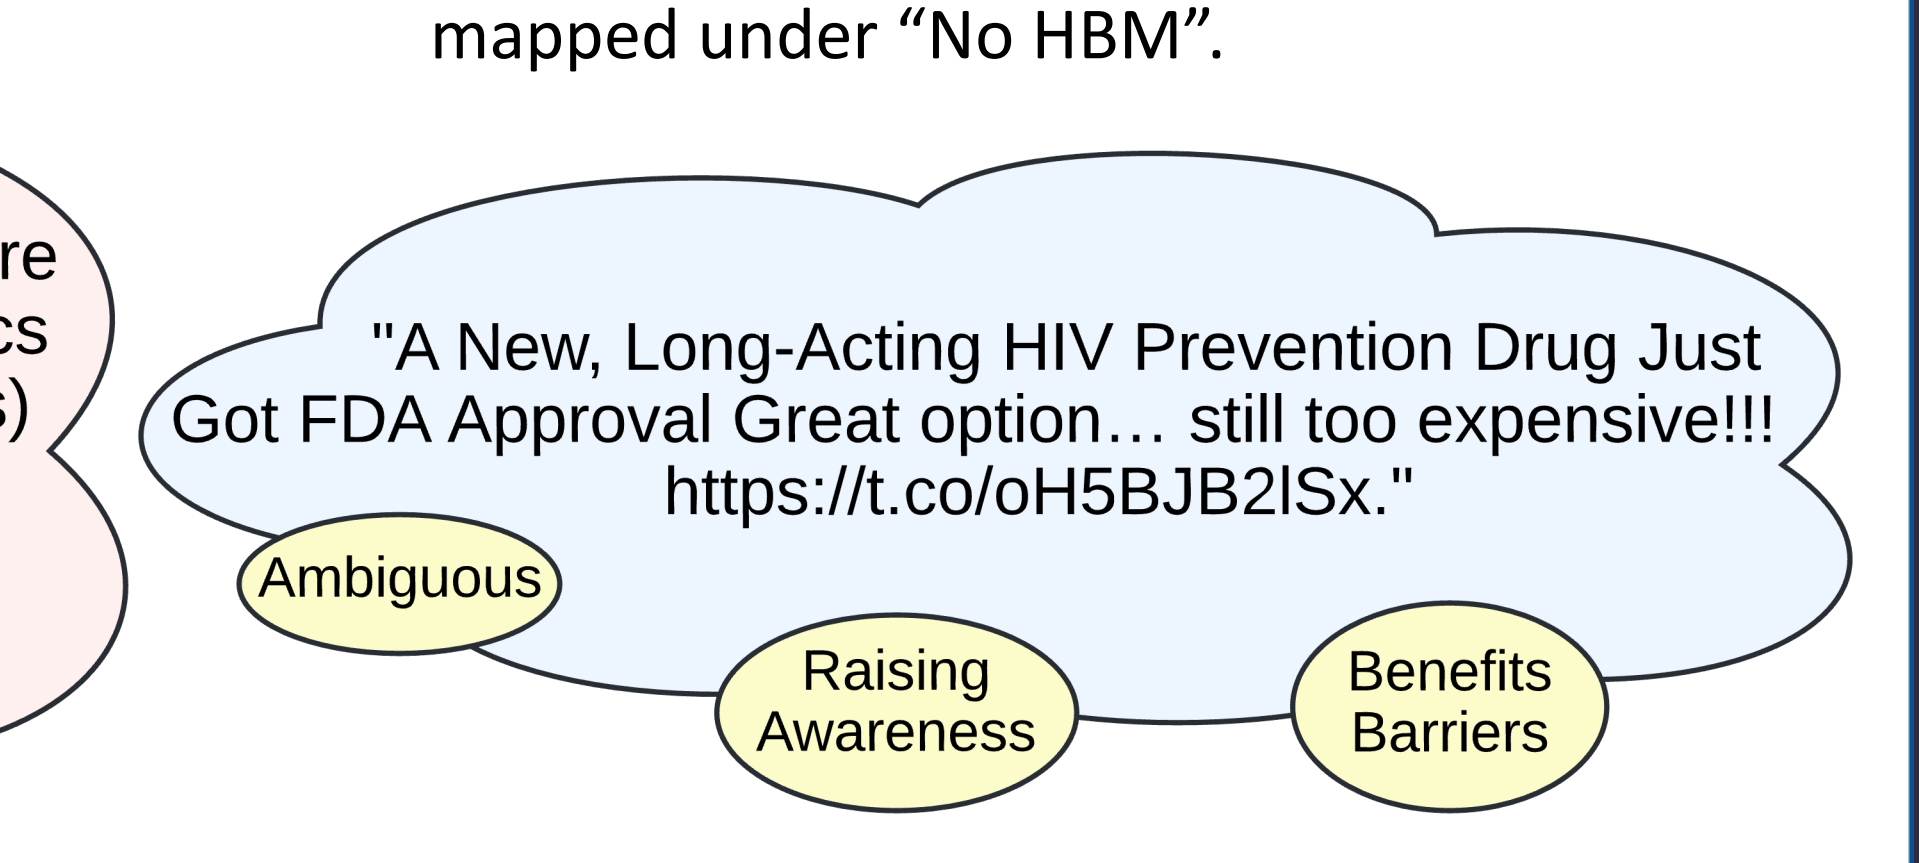 mapped under “No HBM”.
re
cs
s)
"A New, Long-Acting HIV Prevention Drug Just
Got FDA Approval Great option… still too expensive!!!
https://t.co/oH5BJB2lSx."
Ambiguous
Raising
Awareness
Benefits
Barriers